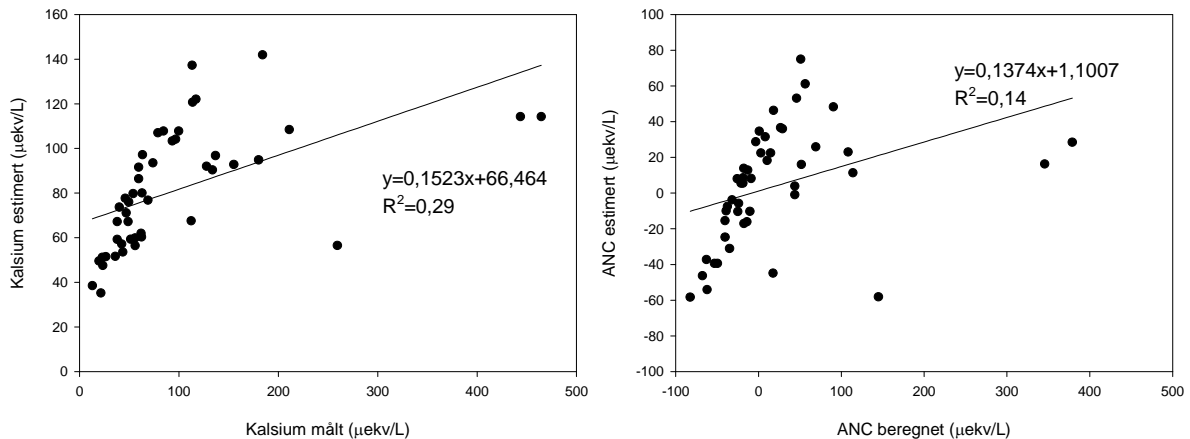 160
140
120
100
80
60
40
20
0
Kalsium estimert (μekv/L)
y=0,1523x+66,464
R²=0,29
0 100 200 300 400 500
Kalsium målt (μekv/L)
100
80
60
40
20
0
-20
-40
-60
-80
-100
ANC estimert (μekv/L)
y=0,1374x+1,1007
R²=0,14
-100 0 100 200 300 400 500
ANC beregnet (μekv/L)